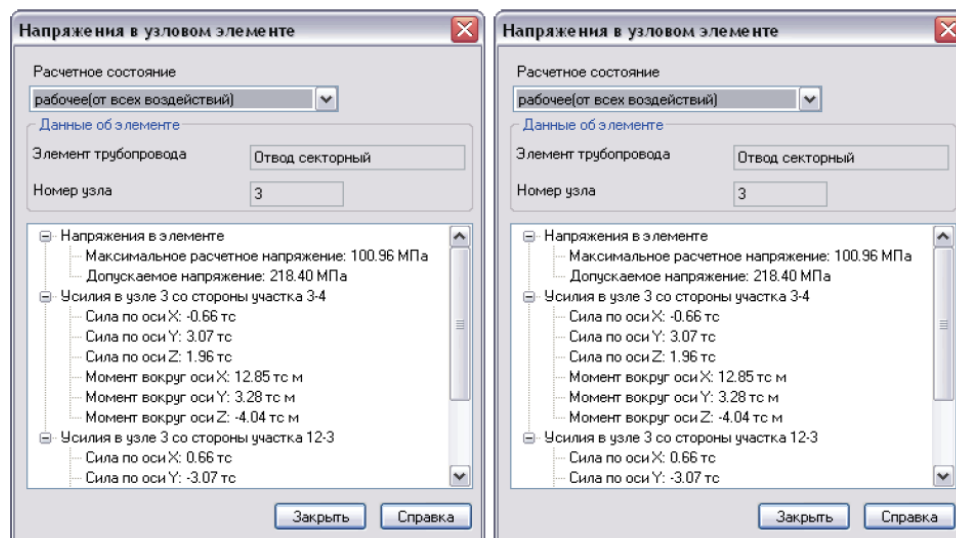 Напряжения в узловом элементе
Расчетное состояние
рабочее(от всех воздействий)
Данные об элементе
Элемент трубопровода
Отвод секторный
Номер узла
3
Напряжения в элементе
Максимальное расчетное напряжение: 100.96 МПа
Допускаемое напряжение: 218.40 МПа
Усилия в узле 3 со стороны участка 3-4
Сила по оси X: -0.66 тс
Сила по оси Y: 3.07 тс
Сила по оси Z: 1.96 тс
Момент вокруг оси X: 12.85 тс м
Момент вокруг оси Y: 3.28 тс м
Момент вокруг оси Z: -4.04 тс м
Усилия в узле 3 со стороны участка 12-3
Сила по оси X: 0.66 тс
Сила по оси Y: -3.07 тс
Закрыть
Справка
Напряжения в узловом элементе
Расчетное состояние
рабочее(от всех воздействий)
Данные об элементе
Элемент трубопровода
Отвод секторный
Номер узла
3
Напряжения в элементе
Максимальное расчетное напряжение: 100.96 МПа
Допускаемое напряжение: 218.40 МПа
Усилия в узле 3 со стороны участка 3-4
Сила по оси X: -0.66 тс
Сила по оси Y: 3.07 тс
Сила по оси Z: 1.96 тс
Момент вокруг оси X: 12.85 тс м
Момент вокруг оси Y: 3.28 тс м
Момент вокруг оси Z: -4.04 тс м
Усилия в узле 3 со стороны участка 12-3
Сила по оси X: 0.66 тс
Сила по оси Y: -3.07 тс
Закрыть
Справка